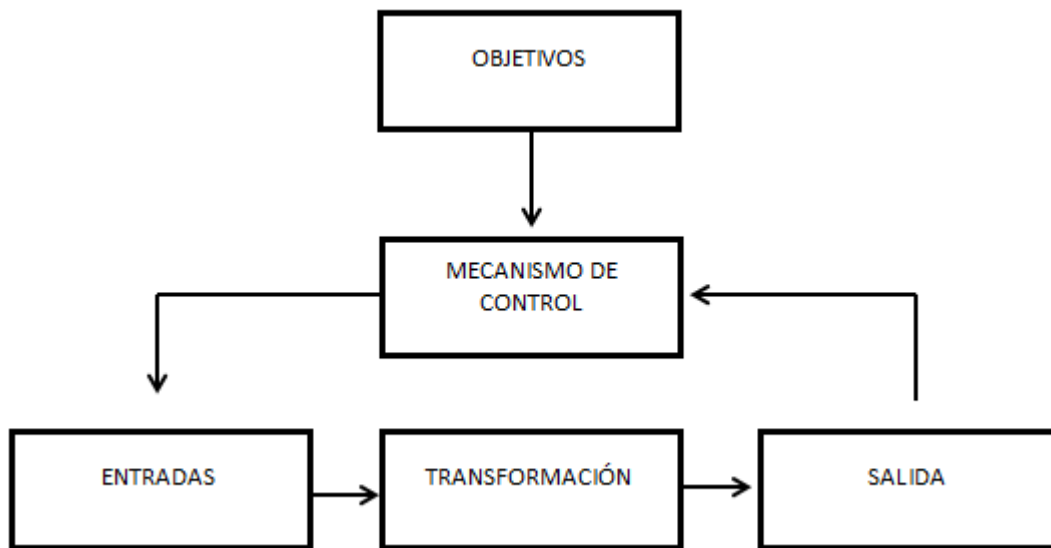 OBJETIVOS
MECANISMO DE
CONTROL
ENTRADAS
TRANSFORMACIÓN
SALIDA